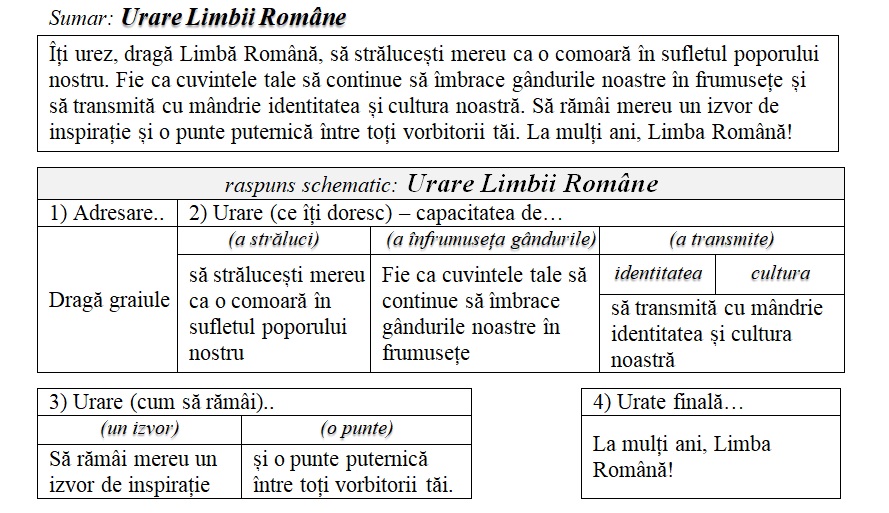 Sumar: Urare Limbii Române
Îți urez, dragă Limbă Română, să strălucești mereu ca o comoară în sufletul poporului
nostru. Fie ca cuvintele tale să continue să îmbrace gândurile noastre în frumusețe și
să transmită cu mândrie identitatea și cultura noastră. Să rămâi mereu un izvor de
inspirație și o punte puternică între toți vorbitorii tăi. La mulți ani, Limba Română!
raspuns schematic: Urare Limbii Române
1) Adresare.. 2) Urare (ce îți doresc) – capacitatea de…
(a străluci) (a înfrumuseța gândurile) (a transmite)
Dragă graiule
să strălucești mereu
ca o comoară în
sufletul poporului
nostru
Fie ca cuvintele tale să
continue să îmbrace
gândurile noastre în
frumusețe
identitatea cultura
să transmită cu mândrie
identitatea și cultura
noastră
3) Urare (cum să rămâi)..
(un izvor) (o punte)
Să rămâi mereu un
izvor de inspirație
și o punte puternică
între toți vorbitorii tăi.
4) Urate finală…
La mulți ani, Limba
Română!